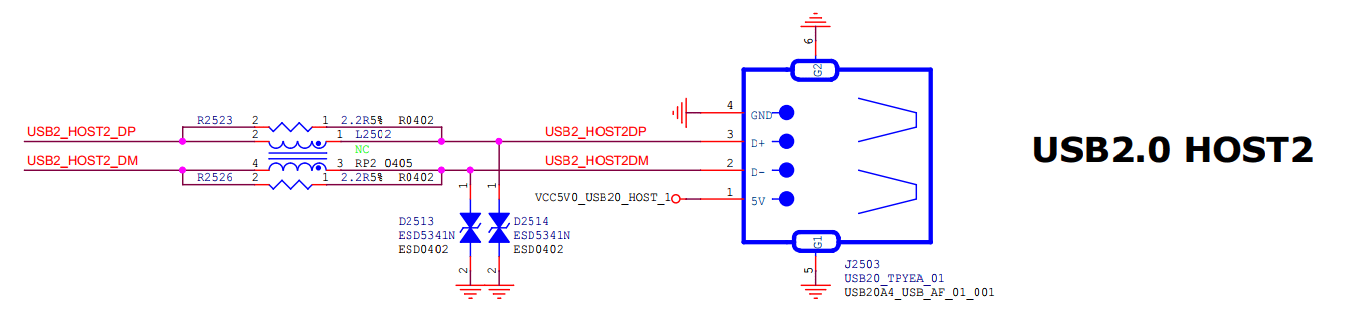 6
G2
R2523 2 1 2.2R5% R0402
4 GND
USB2_HOST2_DP 2 1 L2502 USB2_HOST2DP 3 D+
NC
USB2_HOST2_DM 4 3 RP2_0405 USB2_HOST2DM 2 D-
R2526 2 1 2.2R5% R0402
1 1
VCC5V0_USB20_HOST_1 1 5V
D2513 D2514
ESD5341N ESD5341N
ESD0402 ESD0402
2 2
G1
5
J2503
USB20_TPYEA_01
USB20A4_USB_AF_01_001
USB2.0 HOST2